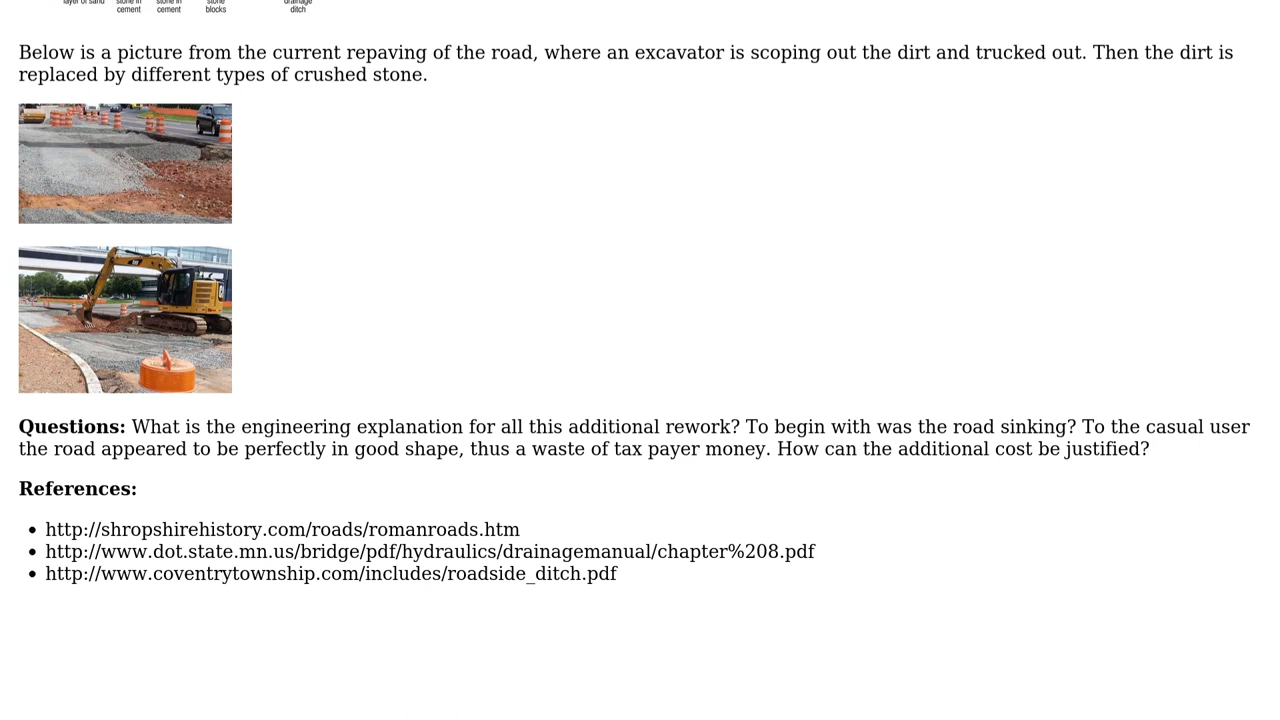 layer of sand stone in stone in stone drainage
cement cement blocks ditch
Below is a picture from the current repaving of the road, where an excavator is scoping out the dirt and trucked out. Then the dirt is
replaced by different types of crushed stone.
CAT
Questions: What is the engineering explanation for all this additional rework? To begin with was the road sinking? To the casual user
the road appeared to be perfectly in good shape, thus a waste of tax payer money. How can the additional cost be justified?
References:
• http://shropshirehistory.com/roads/romanroads.htm
• http://www.dot.state.mn.us/bridge/pdf/hydraulics/drainagemanual/chapter%208.pdf
• http://www.coventrytownship.com/includes/roadside_ditch.pdf